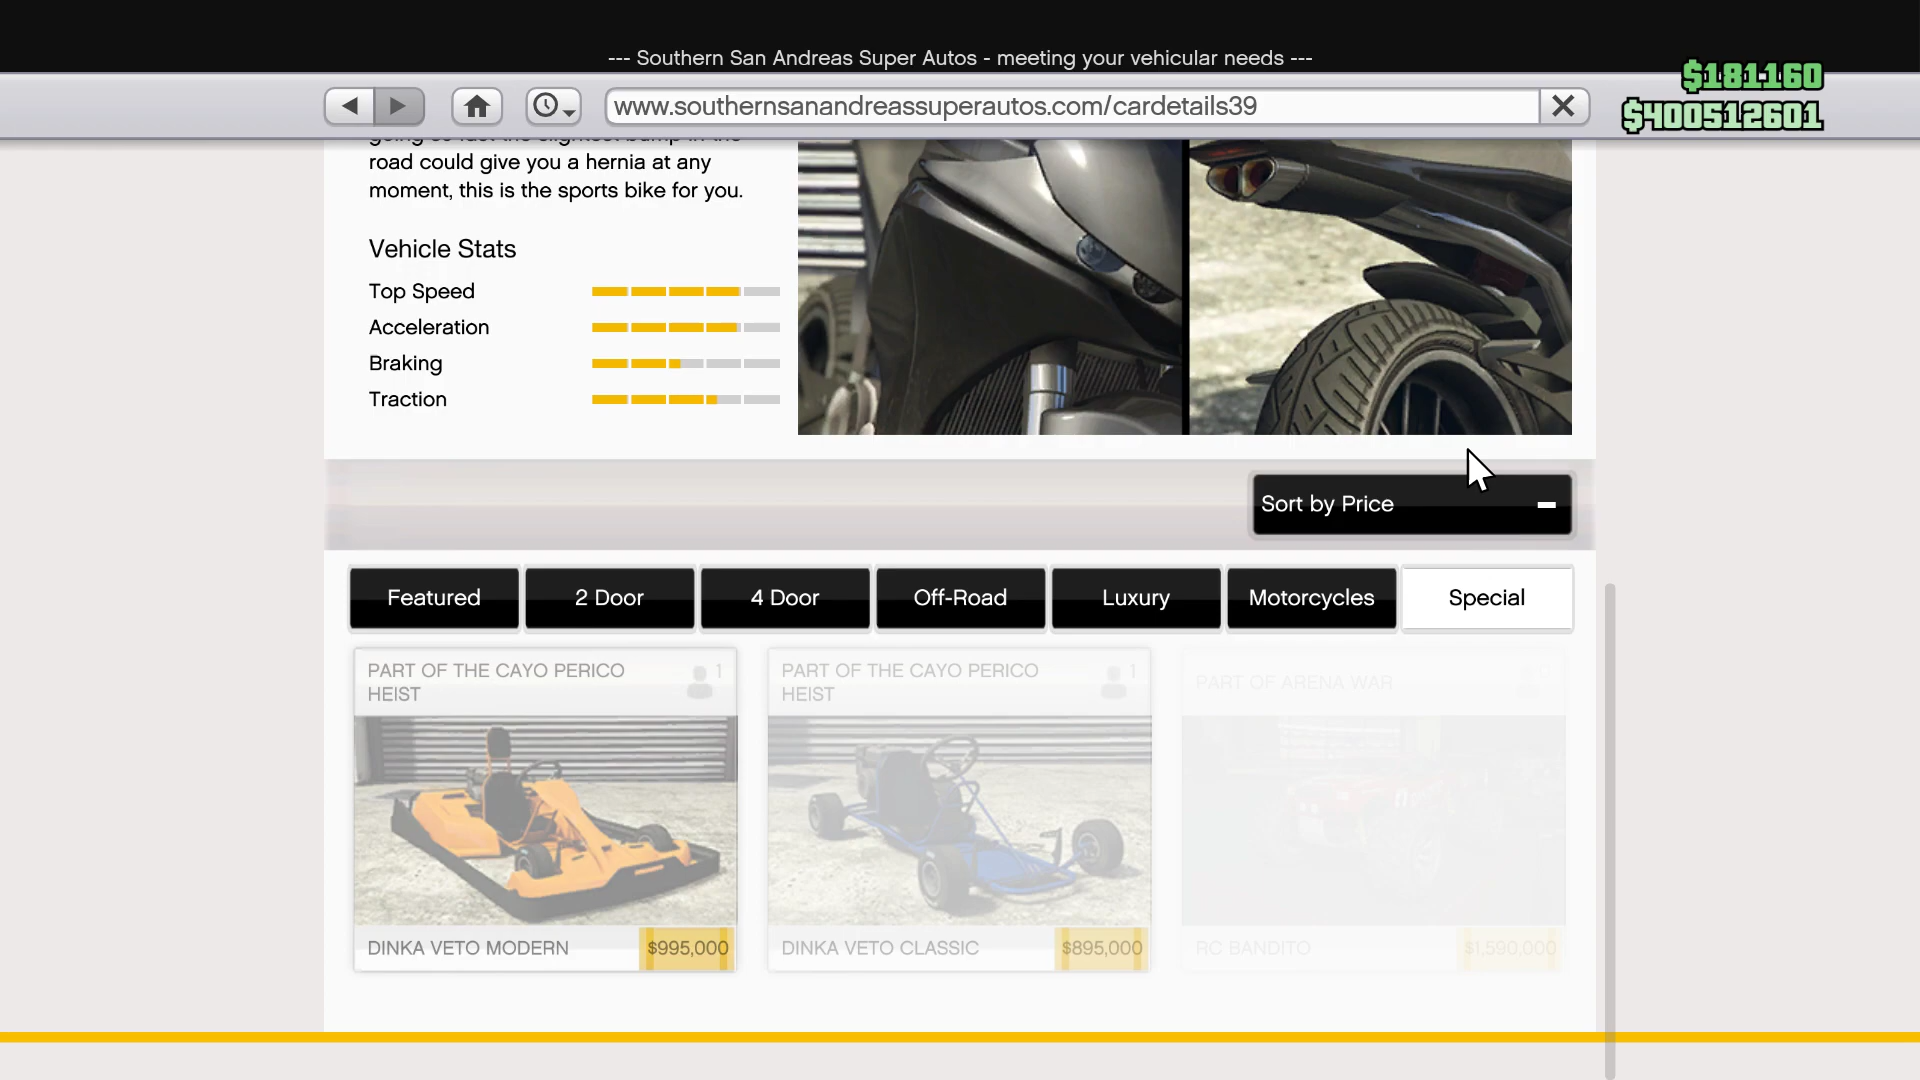 --- Southern San Andreas Super Autos - meeting your vehicular needs ---
$181160
www.southernsanandreassuperautos.com/cardetails39
$400512601
road could give you a hernia at any
moment, this is the sports bike for you.
Vehicle Stats
Top Speed
Acceleration
Braking
Traction
Sort by Price
Featured
2 Door
4 Door
Off-Road
Luxury
Motorcycles
Special
PART OF THE CAYO PERICO
HEIST
1
DINKA VETO MODERN
$995,000
PART OF THE CAYO PERICO
HEIST
1
DINKA VETO CLASSIC
$895,000
PART OF ARENA WAR
RC BANDITO
$1,590,000